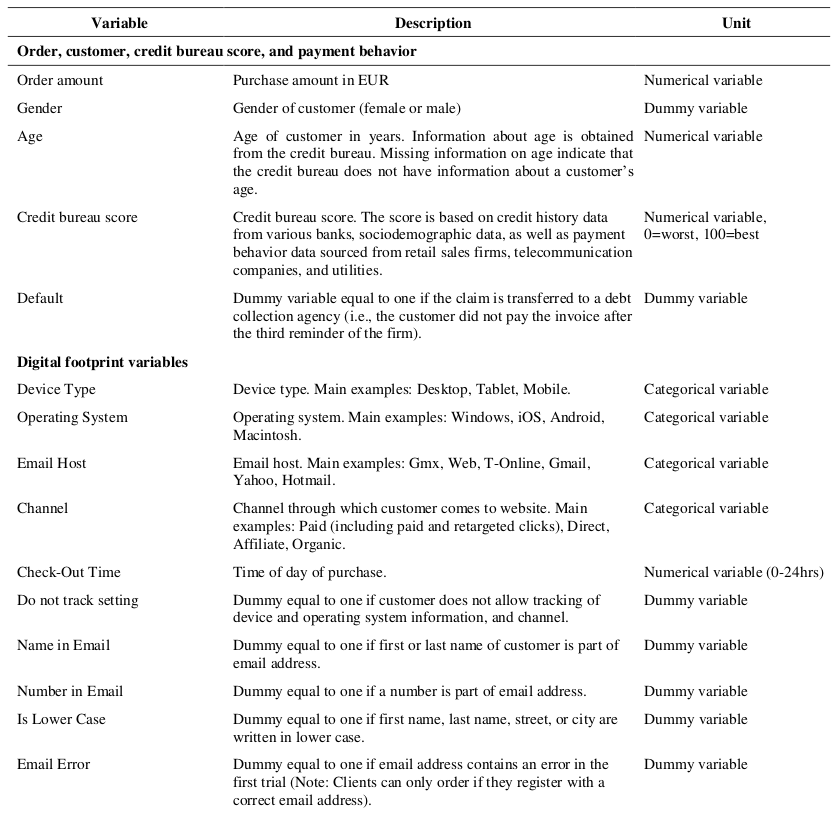 Variable Description Unit
Order, customer, credit bureau score, and payment behavior
Order amount Purchase amount in EUR Numerical variable
Gender Gender of customer (female or male) Dummy variable
Age Age of customer in years. Information about age is obtained Numerical variable
from the credit bureau. Missing information on age indicate that
the credit bureau does not have information about a customer's
age.
Credit bureau score Credit bureau score. The score is based on credit history data Numerical variable,
from various banks, sociodemographic data, as well as payment 0=worst, 100=best
behavior data sourced from retail sales firms, telecommunication
companies, and utilities.
Default Dummy variable equal to one if the claim is transferred to a debt Dummy variable
collection agency (i.e., the customer did not pay the invoice after
the third reminder of the firm).
Digital footprint variables
Device Type Device type. Main examples: Desktop, Tablet, Mobile. Categorical variable
Operating System Operating system. Main examples: Windows, iOS, Android, Categorical variable
Macintosh.
Email Host Email host. Main examples: Gmx, Web, T-Online, Gmail, Categorical variable
Yahoo, Hotmail.
Channel Channel through which customer comes to website. Main Categorical variable
examples: Paid (including paid and retargeted clicks), Direct,
Affiliate, Organic.
Check-Out Time Time of day of purchase. Numerical variable (0-24hrs)
Do not track setting Dummy equal to one if customer does not allow tracking of Dummy variable
device and operating system information, and channel.
Name in Email Dummy equal to one if first or last name of customer is part of Dummy variable
email address.
Number in Email Dummy equal to one if a number is part of email address. Dummy variable
Is Lower Case Dummy equal to one if first name, last name, street, or city are Dummy variable
written in lower case.
Email Error Dummy equal to one if email address contains an error in the Dummy variable
first trial (Note: Clients can only order if they register with a
correct email address).